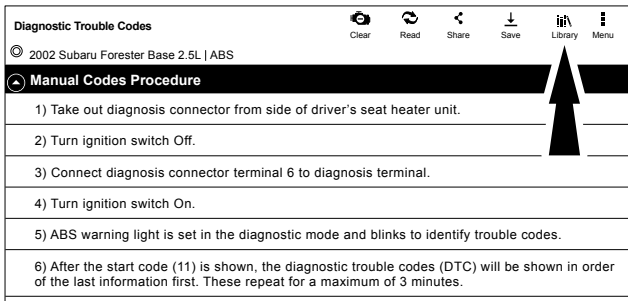 Diagnostic Trouble Codes
Clear
Read
Share
Save
Library
Menu
2002 Subaru Forester Base 2.5L | ABS
Manual Codes Procedure
1) Take out diagnosis connector from side of driver's seat heater unit.
2) Turn ignition switch Off.
3) Connect diagnosis connector terminal 6 to diagnosis terminal.
4) Turn ignition switch On.
5) ABS warning light is set in the diagnostic mode and blinks to identify trouble codes.
6) After the start code (11) is shown, the diagnostic trouble codes (DTC) will be shown in order
of the last information first. These repeat for a maximum of 3 minutes.